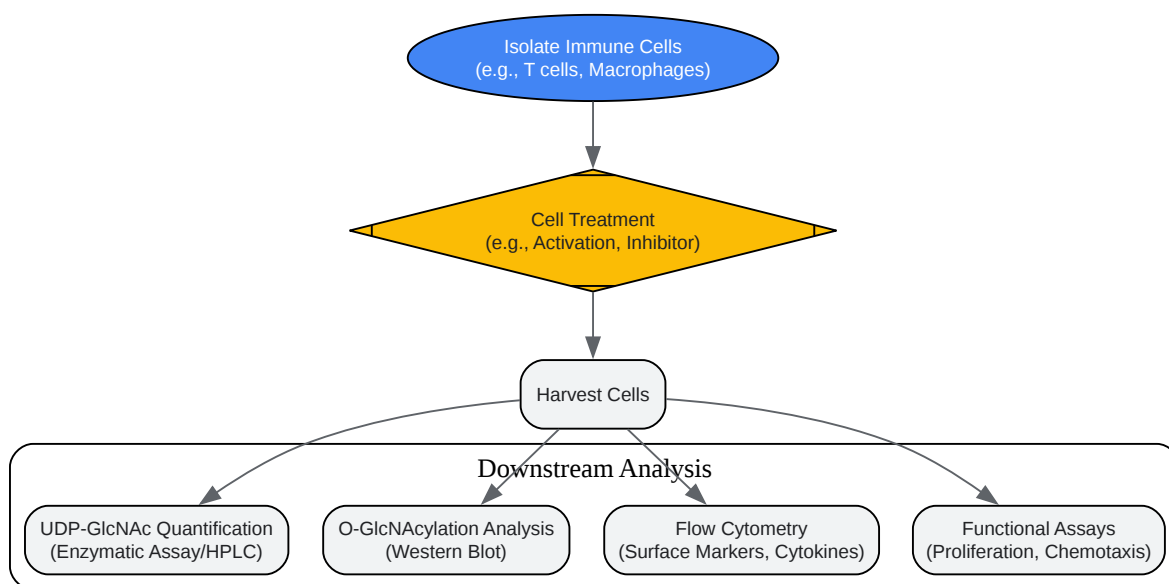 Isolate Immune Cells
(e.g., T cells, Macrophages)
Cell Treatment
(e.g., Activation, Inhibitor)
Harvest Cells
Downstream Analysis
UDP-GlcNAc Quantification
(Enzymatic Assay/HPLC)
O-GlcNAcylation Analysis
(Western Blot)
Flow Cytometry
(Surface Markers, Cytokines)
Functional Assays
(Proliferation, Chemotaxis)